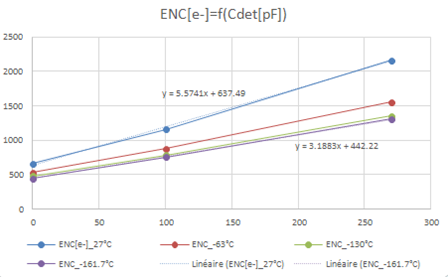 ENC[e-]=f(Cdet[pF])
2500
2000
1500
1000
500
0
y = 5.5741x + 637.49
y = 3.1883x + 442.22
0 50 100 150 200 250 300
ENC[e-]_27°C ENC_-63°C ENC_-130°C
ENC_-161.7°C Linéaire (ENC[e-]_27°C) Linéaire (ENC_-161.7°C)